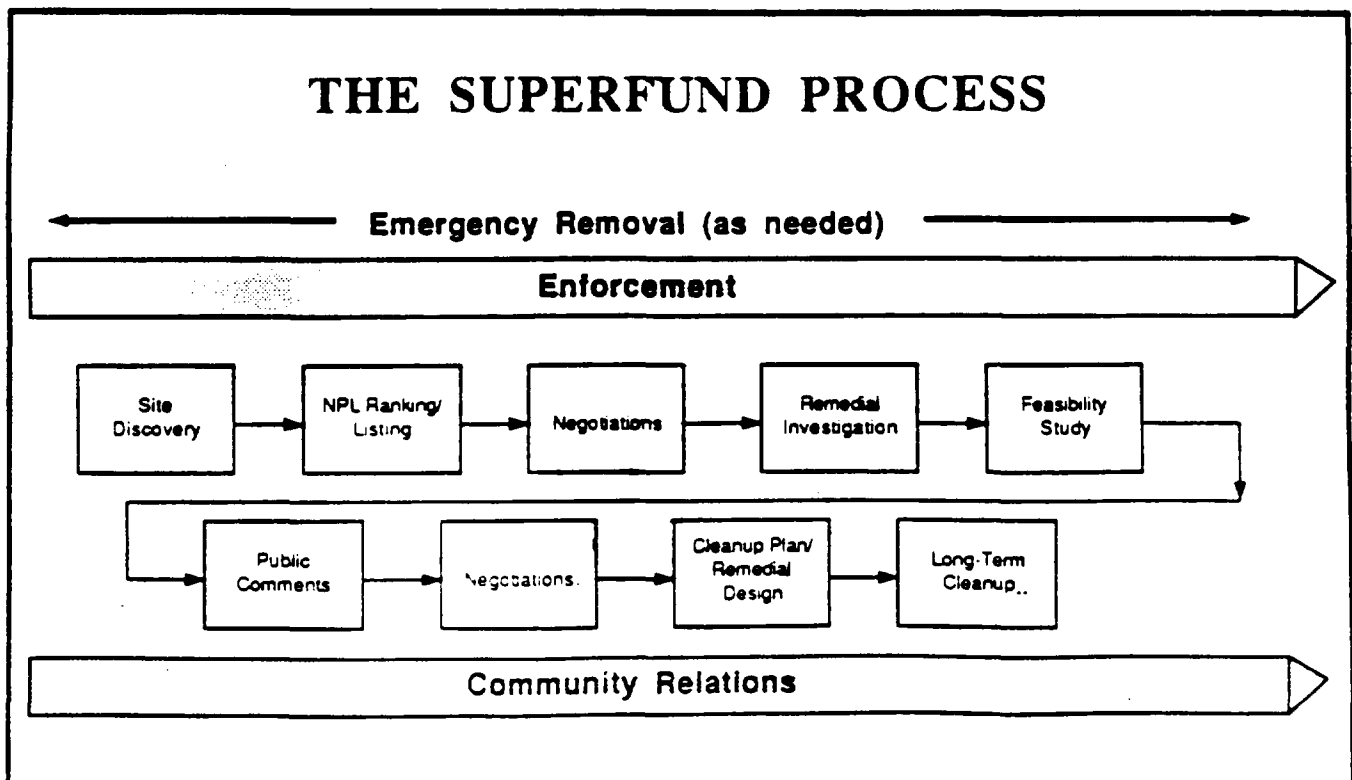 THE SUPERFUND PROCESS
Emergency Removal (as needed)
Enforcement
Site
Discovery
NPL Ranking/
Listing
Negotiations
Remedial
Investigation
Feasibility
Study
Public
Comments
Negotiations
Cleanup Plan/
Remedial
Design
Long-Term
Cleanup
Community Relations